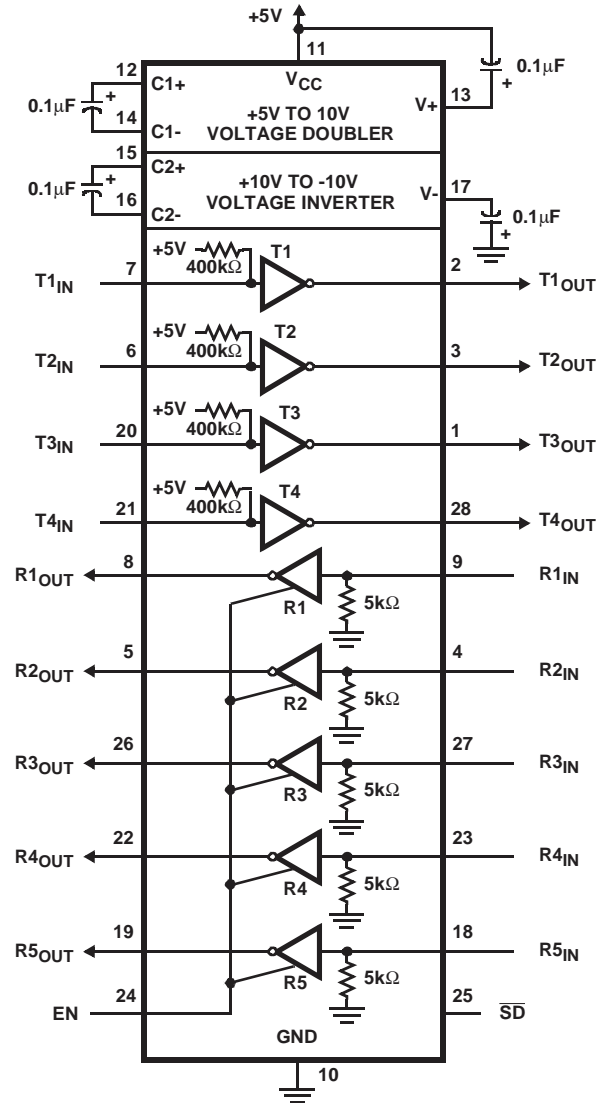 +5V
11
12
C1+
VCC
0.1μF
+
+
0.1μF
V+
13
+5V TO 10V
VOLTAGE DOUBLER
14
C1-
15
C2+
0.1μF
+
+10V TO -10V
VOLTAGE INVERTER
V-
17
16
C2-
0.1μF
+
+5V
400kΩ
T1
T1IN
7
2
T1OUT
+5V
400kΩ
T2
T2IN
6
3
T2OUT
+5V
400kΩ
T3
T3IN
20
1
T3OUT
+5V
400kΩ
T4
T4IN
21
28
T4OUT
R1OUT
8
9
R1IN
R1
5kΩ
R2OUT
5
4
R2IN
R2
5kΩ
R3OUT
26
27
R3IN
R3
5kΩ
R4OUT
22
23
R4IN
R4
5kΩ
R5OUT
19
18
R5IN
R5
5kΩ
EN
24
25
SD
GND
10